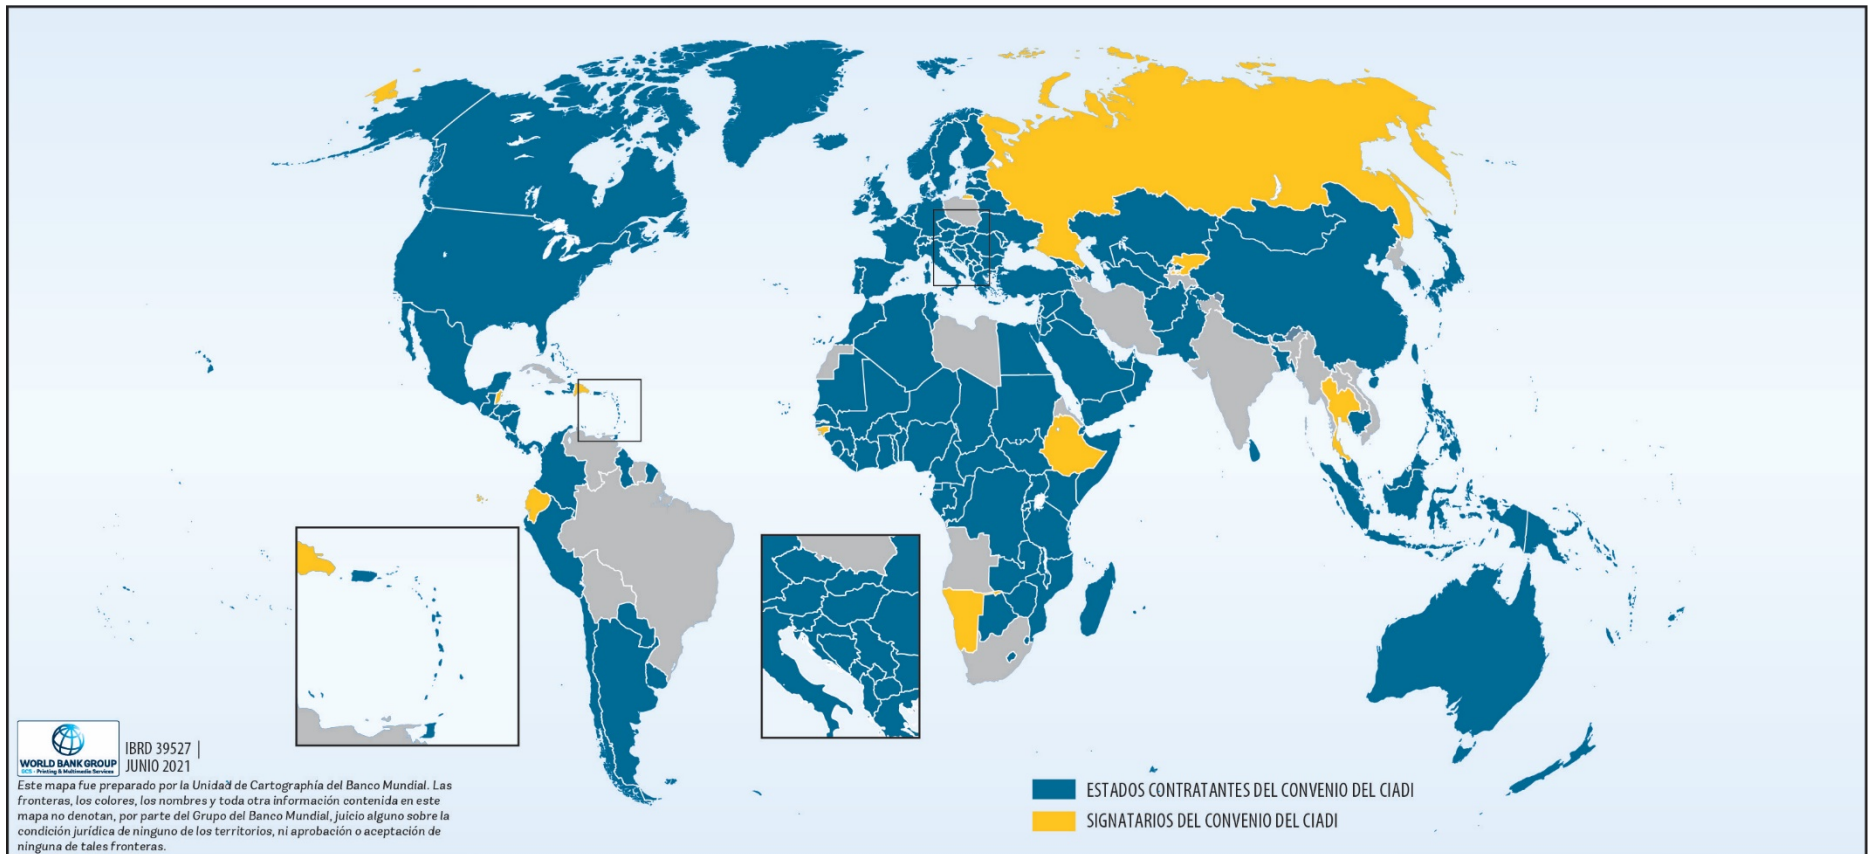 WORLD BANK GROUP
GCS - Printing & Multimedia Services
IBRD 39527 |
JUNIO 2021
Este mapa fue preparado por la Unidad de Cartographía del Banco Mundial. Las
fronteras, los colores, los nombres y toda otra información contenida en este
mapa no denotan, por parte del Grupo del Banco Mundial, juicio alguno sobre la
condición jurídica de ninguno de los territorios, ni aprobación o aceptación de
ninguna de tales fronteras.
ESTADOS CONTRATANTES DEL CONVENIO DEL CIADI
SIGNATARIOS DEL CONVENIO DEL CIADI